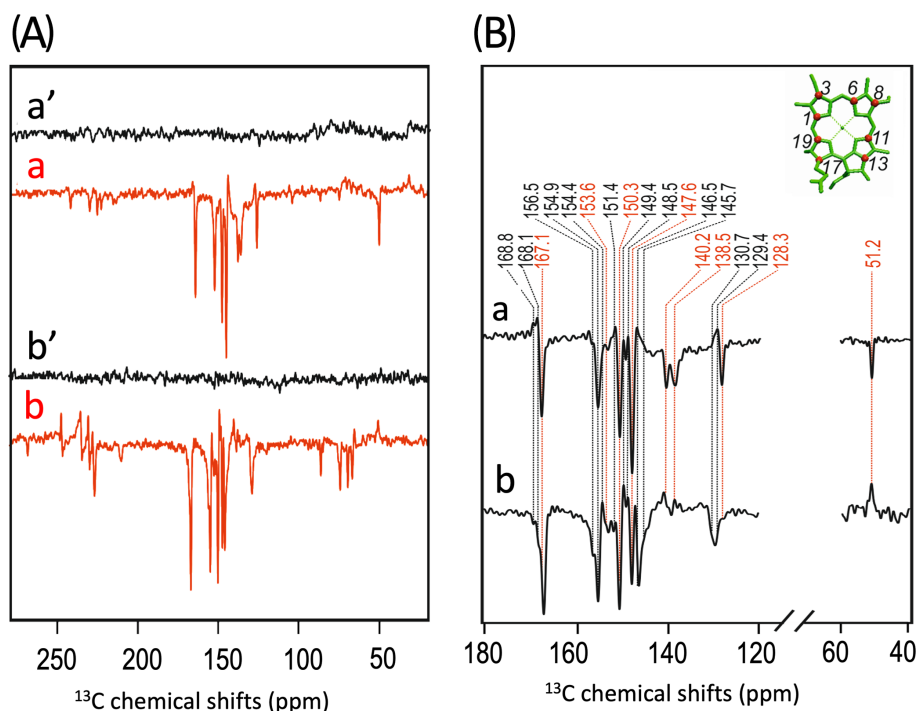 (A)
a’
a
b’
b
250 200 150 100 50
¹³C chemical shifts (ppm)
(B)
3 6 8
1
19 11
17 13
168.8
168.1
167.1
156.5
154.9
154.4
153.6
151.4
150.3
149.4
148.5
147.6
146.5
145.7
140.2
138.5
130.7
129.4
128.3
51.2
a
b
180 160 140 120 60 40
¹³C chemical shifts (ppm)